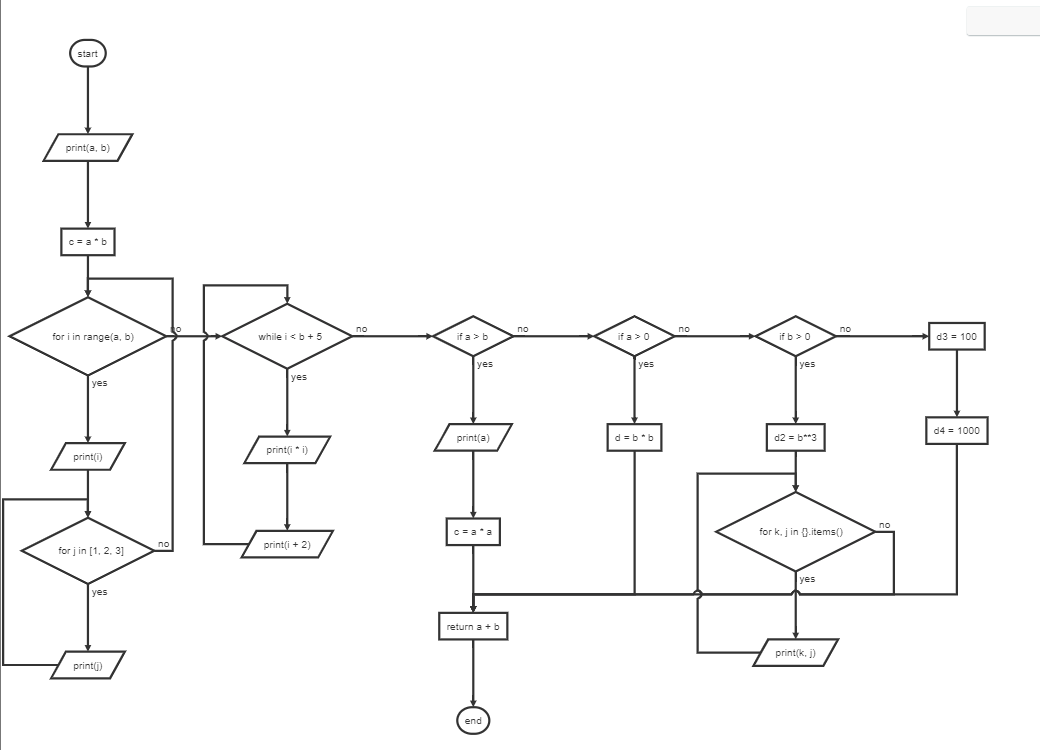 start
print(a, b)
c = a * b
for i in range(a, b)
no
yes
print(i)
for j in [1, 2, 3]
no
yes
print(j)
while i < b + 5
no
yes
print(i * i)
print(i + 2)
if a > b
no
yes
print(a)
c = a * a
return a + b
end
if a > 0
no
yes
d = b * b
if b > 0
no
yes
d2 = b**3
for k, j in {}.items()
no
yes
print(k, j)
d3 = 100
d4 = 1000